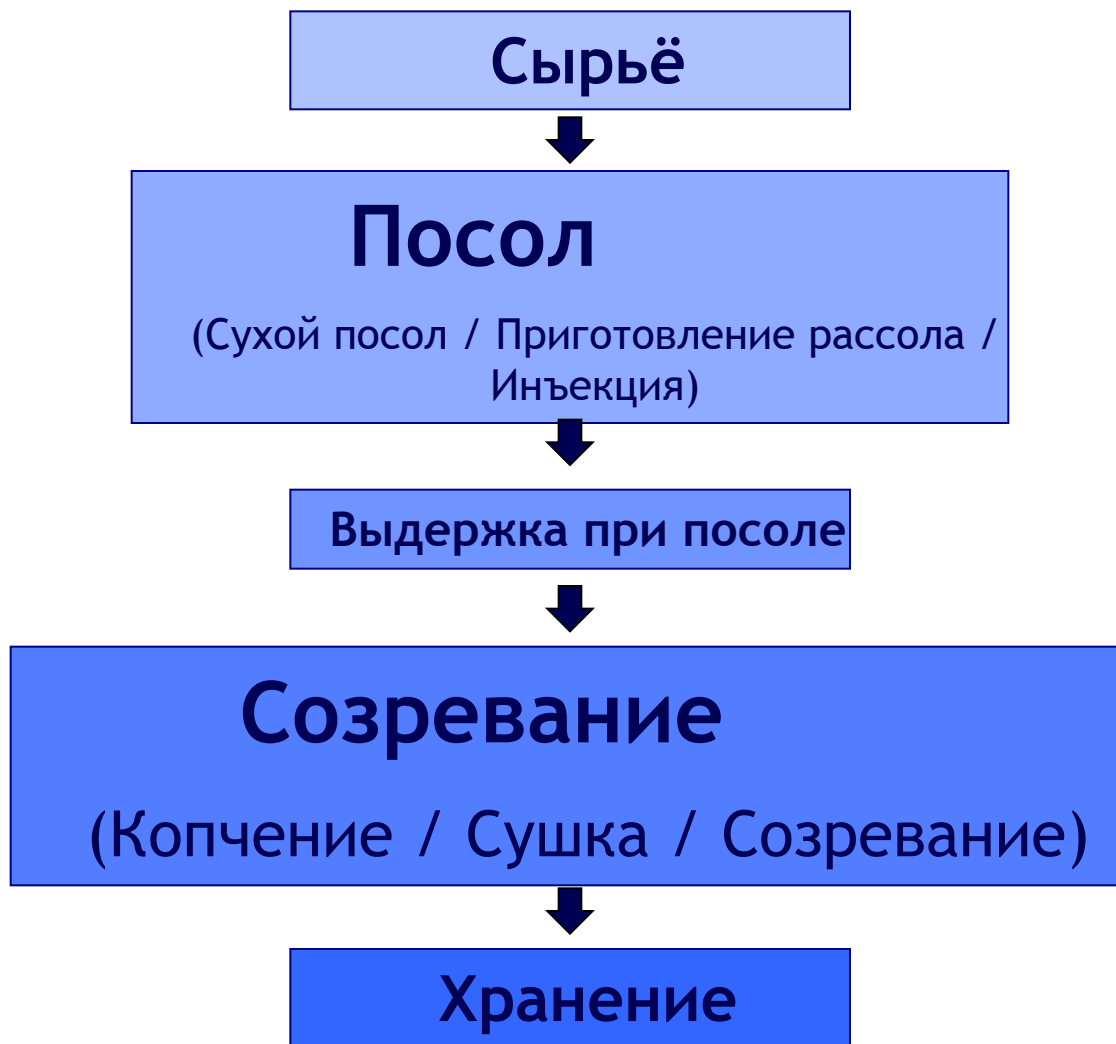 Сырьё
Посол
(Сухой посол / Приготовление рассола /
Инъекция)
Выдержка при посоле
Созревание
(Копчение / Сушка / Созревание)
Хранение